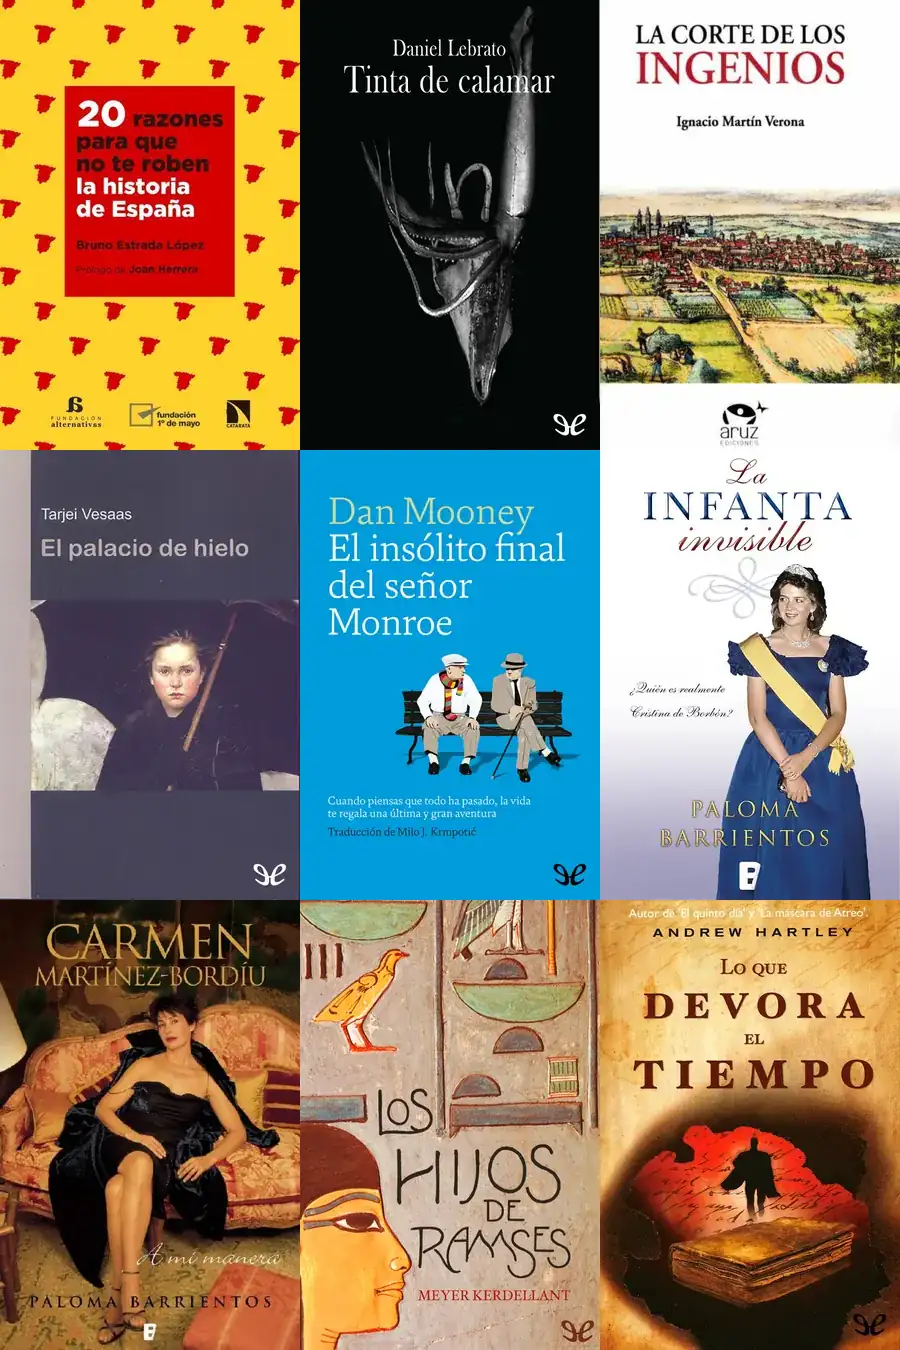 20 razones
para que
no te roben
la historia
de España
Bruno Estrada López
Prólogo de Joan Herrera
FUNDACIÓN
alternativas
fundación
1º de mayo
CATARATA
Daniel Lebrato
Tinta de calamar
LA CORTE DE LOS
INGENIOS
Ignacio Martín Verona
aruz
EDICIONES
Tarjei Vesaas
El palacio de hielo
Dan Mooney
El insólito final
del señor
Monroe
Cuando piensas que todo ha pasado, la vida
te regala una última y gran aventura
Traducción de Milo J. Krmpotić
La
INFANTA
invisible
¿Quién es realmente
Cristina de Borbón?
PALOMA
BARRIENTOS
B
CARMEN
MARTÍNEZ-BORDIU
A mi manera
PALOMA BARRIENTOS
B
LOS
HIJOS
DE
RAMSES
MEYER KERDELLANT
Autor de 'El quinto día' y 'La máscara de Atreo'.
ANDREW HARTLEY
LO QUE
DEVORA
EL
TIEMPO